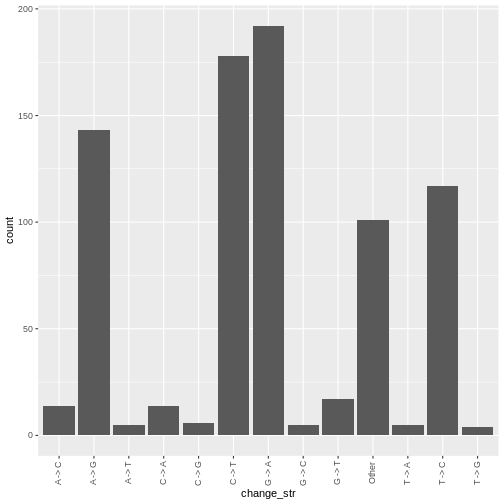 200
150
100
50
0
count
A -> C
A -> G
A -> T
C -> A
C -> G
C -> T
G -> A
G -> C
G -> T
Other
T -> A
T -> C
T -> G
change_str